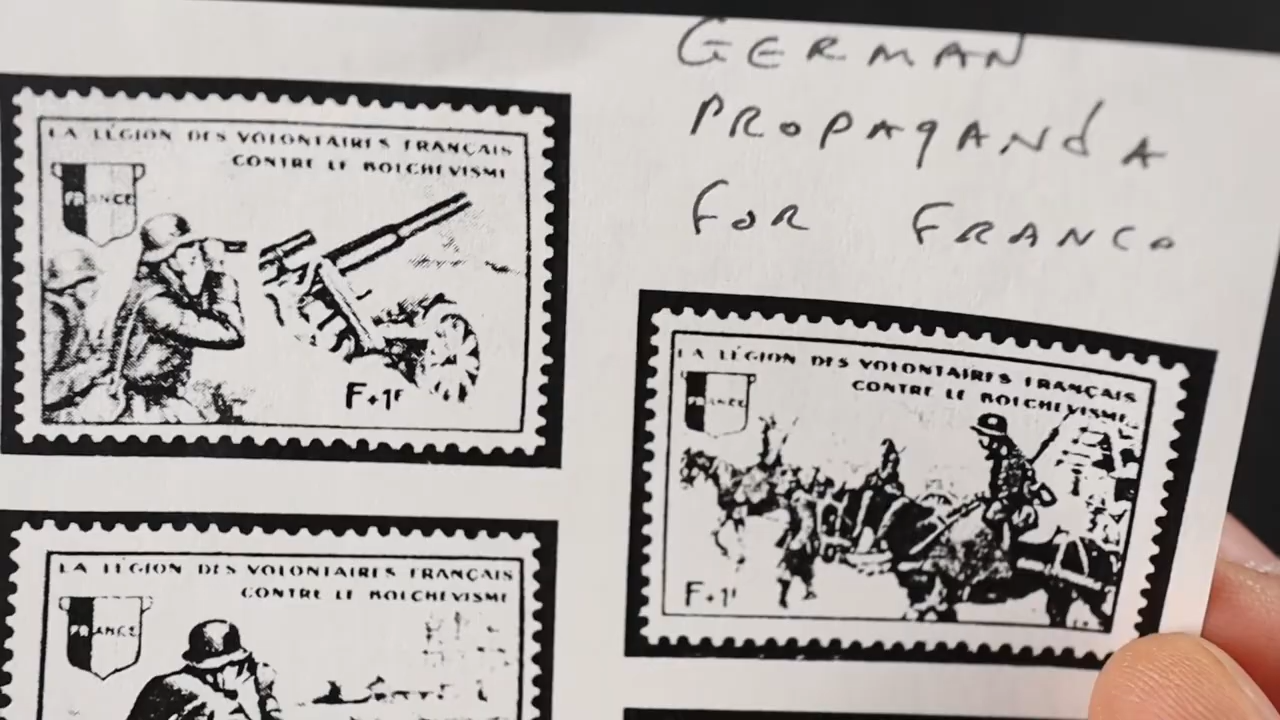 GERMAN
PROPAGANdA
FOR FRANCO
LA LÉGION DES VOLONTAIRES FRANÇAIS
CONTRE LE BOLCHEVISME
FRANCE
F+1F
LA LÉGION DES VOLONTAIRES FRANÇAIS
CONTRE LE BOLCHEVISME
FRANCE
F+1F
LA LÉGION DES VOLONTAIRES FRANÇAIS
CONTRE LE BOLCHEVISME
FRANCE